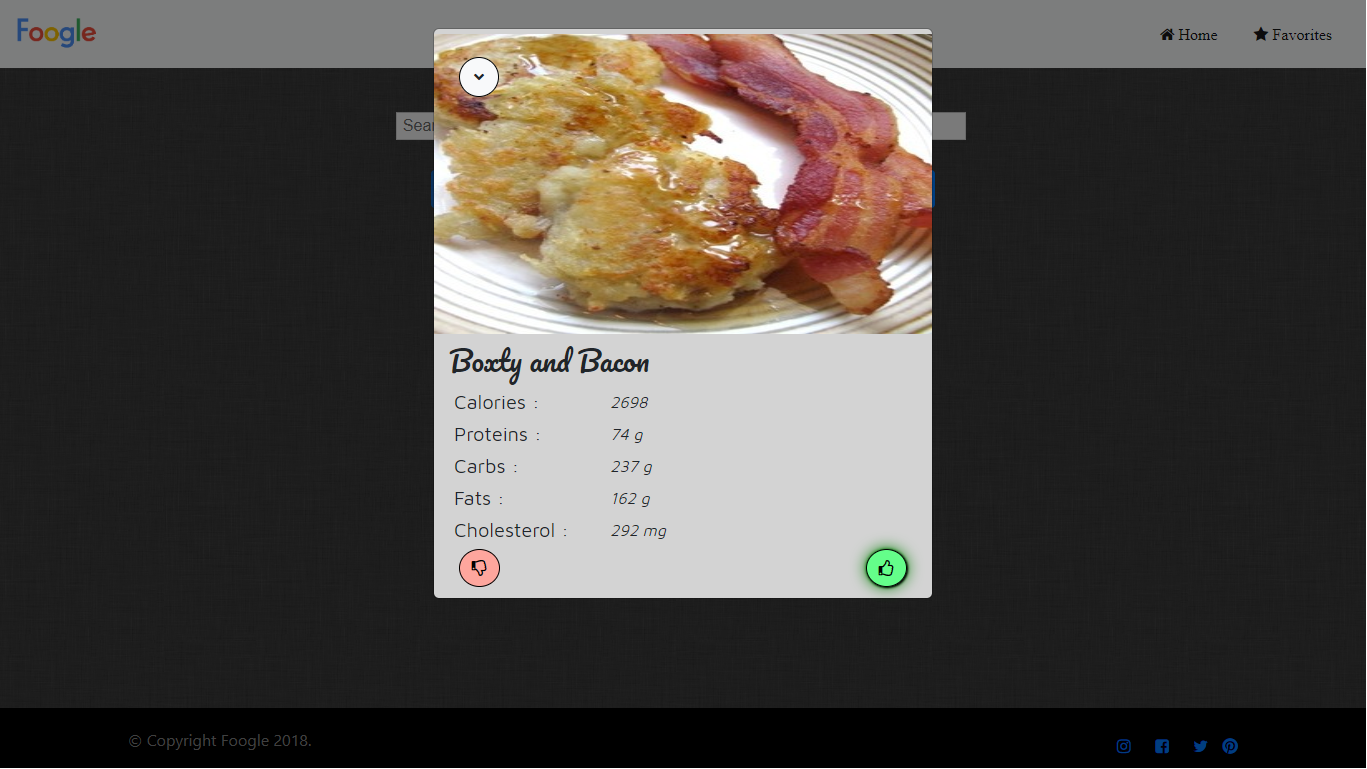 Foogle
Home
Favorites
Boxty and Bacon
Calories :
2698
Proteins :
74 g
Carbs :
237 g
Fats :
162 g
Cholesterol :
292 mg
© Copyright Foogle 2018.